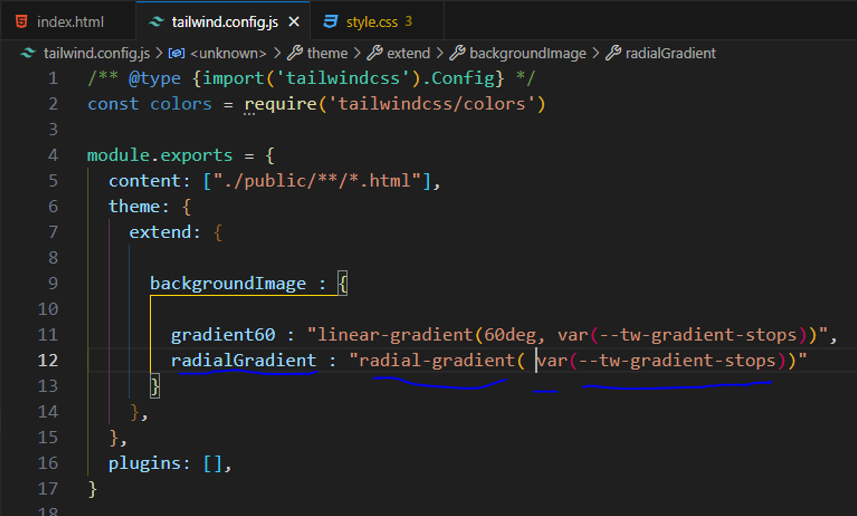 index.html tailwind.config.js style.css 3
tailwind.config.js > <unknown> > theme > extend > backgroundImage > radialGradient
1 /** @type {import('tailwindcss').Config} */
2 const colors = require('tailwindcss/colors')
3
4 module.exports = {
5 content: ["./public/**/*.html"],
6 theme: {
7 extend: {
8
9 backgroundImage : {
10
11 gradient60 : "linear-gradient(60deg, var(--tw-gradient-stops))",
12 radialGradient : "radial-gradient( var(--tw-gradient-stops))"
13 }
14 },
15 },
16 plugins: [],
17 }
18